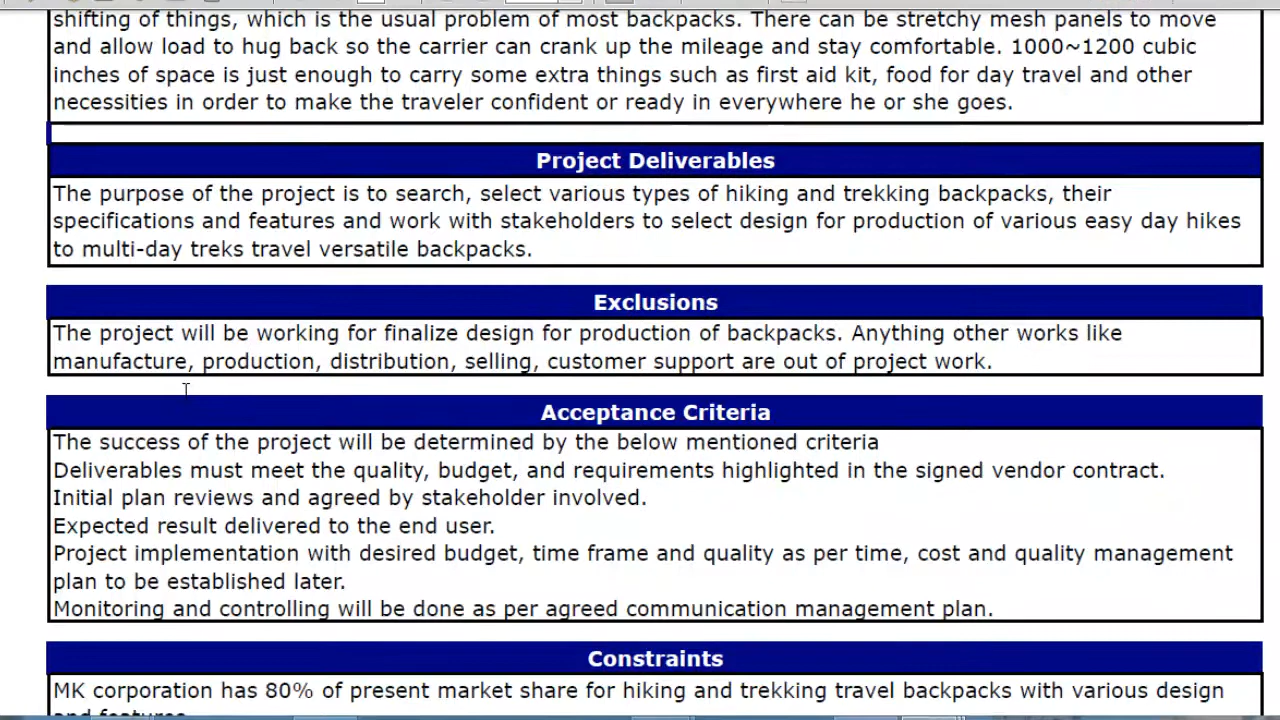 shifting of things, which is the usual problem of most backpacks. There can be stretchy mesh panels to move
and allow load to hug back so the carrier can crank up the mileage and stay comfortable. 1000~1200 cubic
inches of space is just enough to carry some extra things such as first aid kit, food for day travel and other
necessities in order to make the traveler confident or ready in everywhere he or she goes.
Project Deliverables
The purpose of the project is to search, select various types of hiking and trekking backpacks, their
specifications and features and work with stakeholders to select design for production of various easy day hikes
to multi-day treks travel versatile backpacks.
Exclusions
The project will be working for finalize design for production of backpacks. Anything other works like
manufacture, production, distribution, selling, customer support are out of project work.
Acceptance Criteria
The success of the project will be determined by the below mentioned criteria
Deliverables must meet the quality, budget, and requirements highlighted in the signed vendor contract.
Initial plan reviews and agreed by stakeholder involved.
Expected result delivered to the end user.
Project implementation with desired budget, time frame and quality as per time, cost and quality management
plan to be established later.
Monitoring and controlling will be done as per agreed communication management plan.
Constraints
MK corporation has 80% of present market share for hiking and trekking travel backpacks with various design
and features